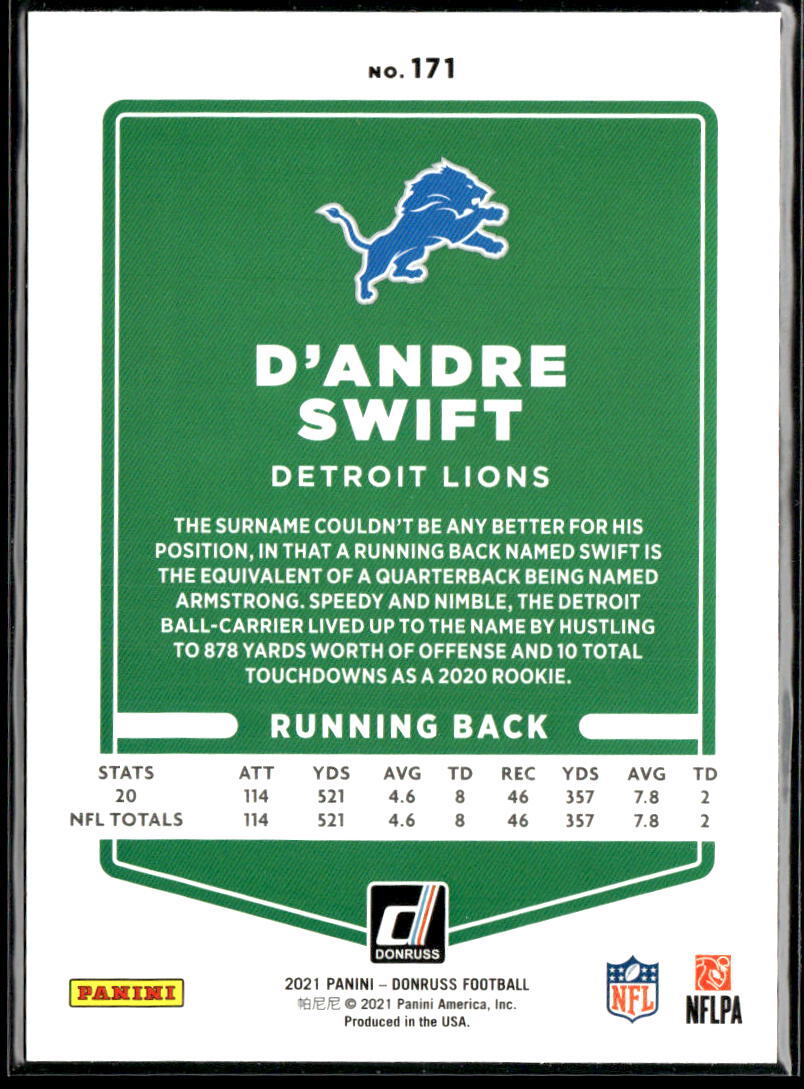 NO. 171
D'ANDRE
SWIFT
DETROIT LIONS
THE SURNAME COULDN'T BE ANY BETTER FOR HIS
POSITION, IN THAT A RUNNING BACK NAMED SWIFT IS
THE EQUIVALENT OF A QUARTERBACK BEING NAMED
ARMSTRONG. SPEEDY AND NIMBLE, THE DETROIT
BALL-CARRIER LIVED UP TO THE NAME BY HUSTLING
TO 878 YARDS WORTH OF OFFENSE AND 10 TOTAL
TOUCHDOWNS AS A 2020 ROOKIE.
RUNNING BACK
STATS ATT YDS AVG TD REC YDS AVG TD
20 114 521 4.6 8 46 357 7.8 2
NFL TOTALS 114 521 4.6 8 46 357 7.8 2
d
DONRUSS
PANINI
2021 PANINI – DONRUSS FOOTBALL
帕尼尼 © 2021 Panini America, Inc.
Produced in the USA.
NFL
NFLPA